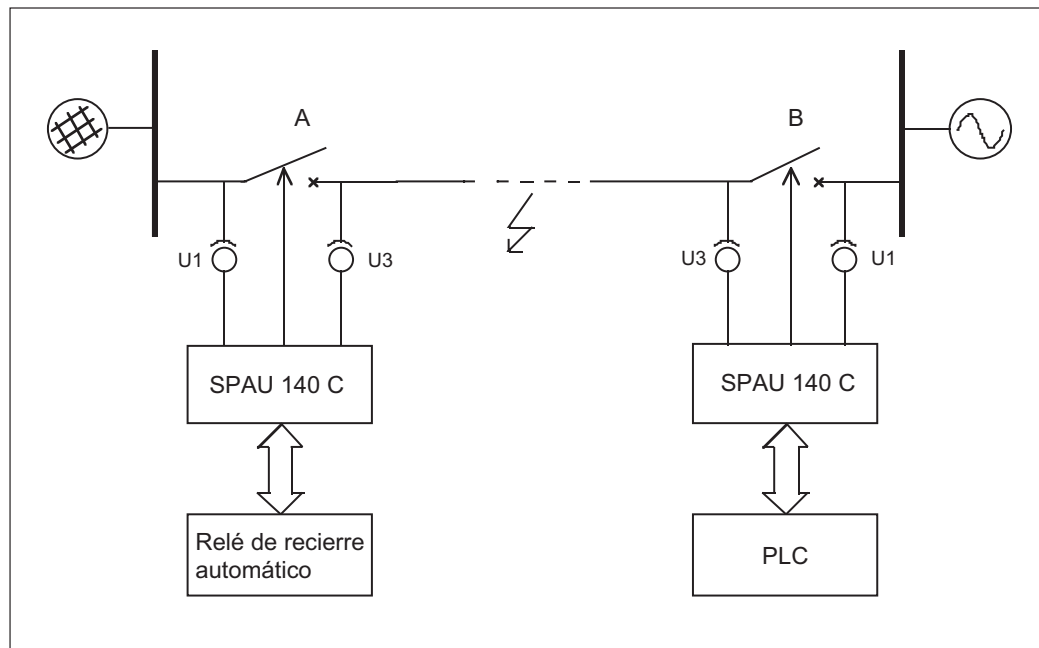 A
B
U1
U3
U3
U1
SPAU 140 C
SPAU 140 C
Relé de recierre
automático
PLC